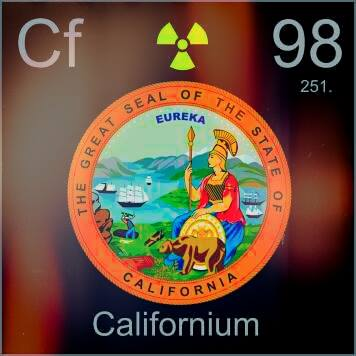 Cf
98
251.
THE GREAT SEAL OF THE STATE OF
EUREKA
CALIFORNIA
Californium